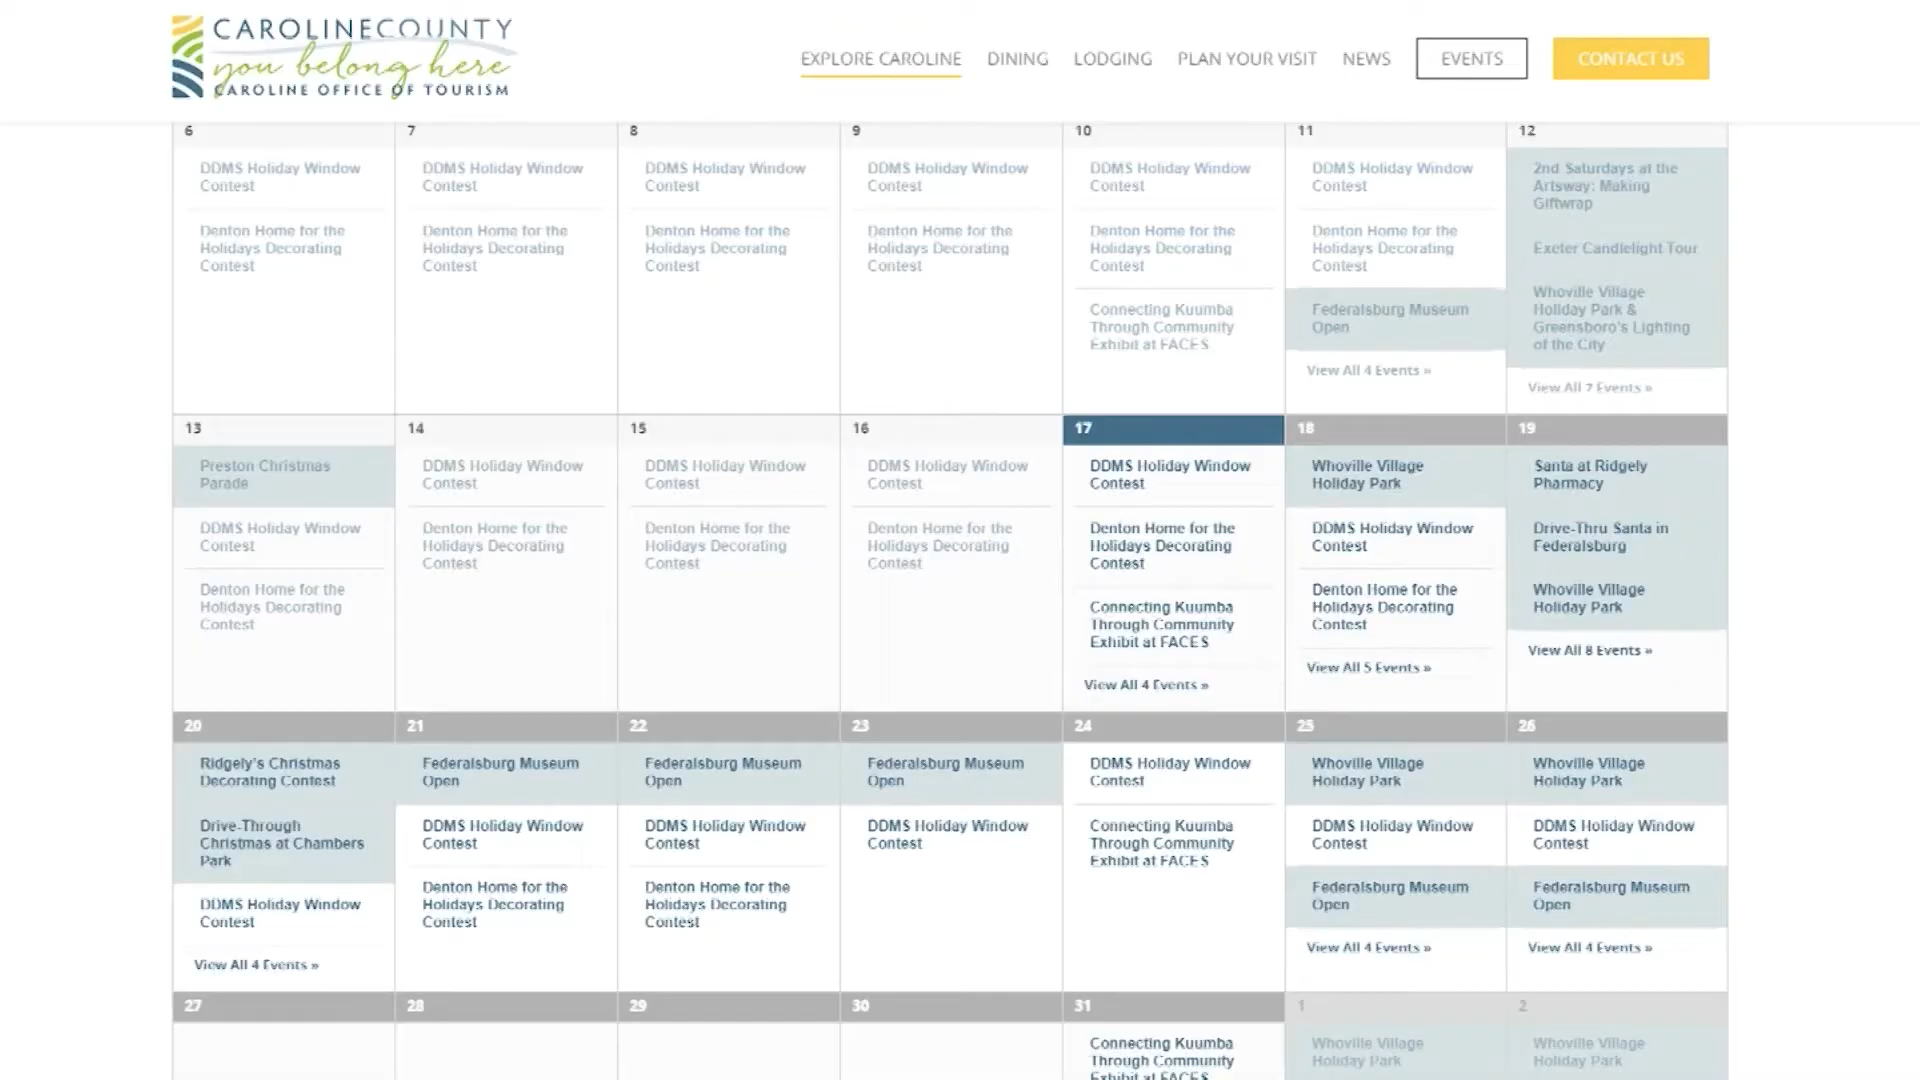 CAROLINECOUNTY
you belong here
CAROLINE OFFICE OF TOURISM
EXPLORE CAROLINE
DINING
LODGING
PLAN YOUR VISIT
NEWS
EVENTS
CONTACT US
6
DDMS Holiday Window
Contest
Denton Home for the
Holidays Decorating
Contest
7
DDMS Holiday Window
Contest
Denton Home for the
Holidays Decorating
Contest
8
DDMS Holiday Window
Contest
Denton Home for the
Holidays Decorating
Contest
9
DDMS Holiday Window
Contest
Denton Home for the
Holidays Decorating
Contest
10
DDMS Holiday Window
Contest
Denton Home for the
Holidays Decorating
Contest
Connecting Kuumba
Through Community
Exhibit at FACES
11
DDMS Holiday Window
Contest
Denton Home for the
Holidays Decorating
Contest
Federalsburg Museum
Open
View All 4 Events »
12
2nd Saturdays at the
Artsway: Making
Giftwrap
Exeter Candlelight Tour
Whoville Village
Holiday Park &
Greensboro's Lighting
of the City
View All 7 Events »
13
Preston Christmas
Parade
DDMS Holiday Window
Contest
Denton Home for the
Holidays Decorating
Contest
14
DDMS Holiday Window
Contest
Denton Home for the
Holidays Decorating
Contest
15
DDMS Holiday Window
Contest
Denton Home for the
Holidays Decorating
Contest
16
DDMS Holiday Window
Contest
Denton Home for the
Holidays Decorating
Contest
17
DDMS Holiday Window
Contest
Denton Home for the
Holidays Decorating
Contest
Connecting Kuumba
Through Community
Exhibit at FACES
View All 4 Events »
18
Whoville Village
Holiday Park
DDMS Holiday Window
Contest
Denton Home for the
Holidays Decorating
Contest
View All 5 Events »
19
Santa at Ridgely
Pharmacy
Drive-Thru Santa in
Federalsburg
Whoville Village
Holiday Park
View All 8 Events »
20
Ridgely's Christmas
Decorating Contest
Drive-Through
Christmas at Chambers
Park
DDMS Holiday Window
Contest
View All 4 Events »
21
Federalsburg Museum
Open
DDMS Holiday Window
Contest
Denton Home for the
Holidays Decorating
Contest
22
Federalsburg Museum
Open
DDMS Holiday Window
Contest
Denton Home for the
Holidays Decorating
Contest
23
Federalsburg Museum
Open
DDMS Holiday Window
Contest
24
DDMS Holiday Window
Contest
Connecting Kuumba
Through Community
Exhibit at FACES
25
Whoville Village
Holiday Park
DDMS Holiday Window
Contest
Federalsburg Museum
Open
View All 4 Events »
26
Whoville Village
Holiday Park
DDMS Holiday Window
Contest
Federalsburg Museum
Open
View All 4 Events »
27
28
29
30
31
Connecting Kuumba
Through Community
Exhibit at FACES
1
Whoville Village
Holiday Park
2
Whoville Village
Holiday Park